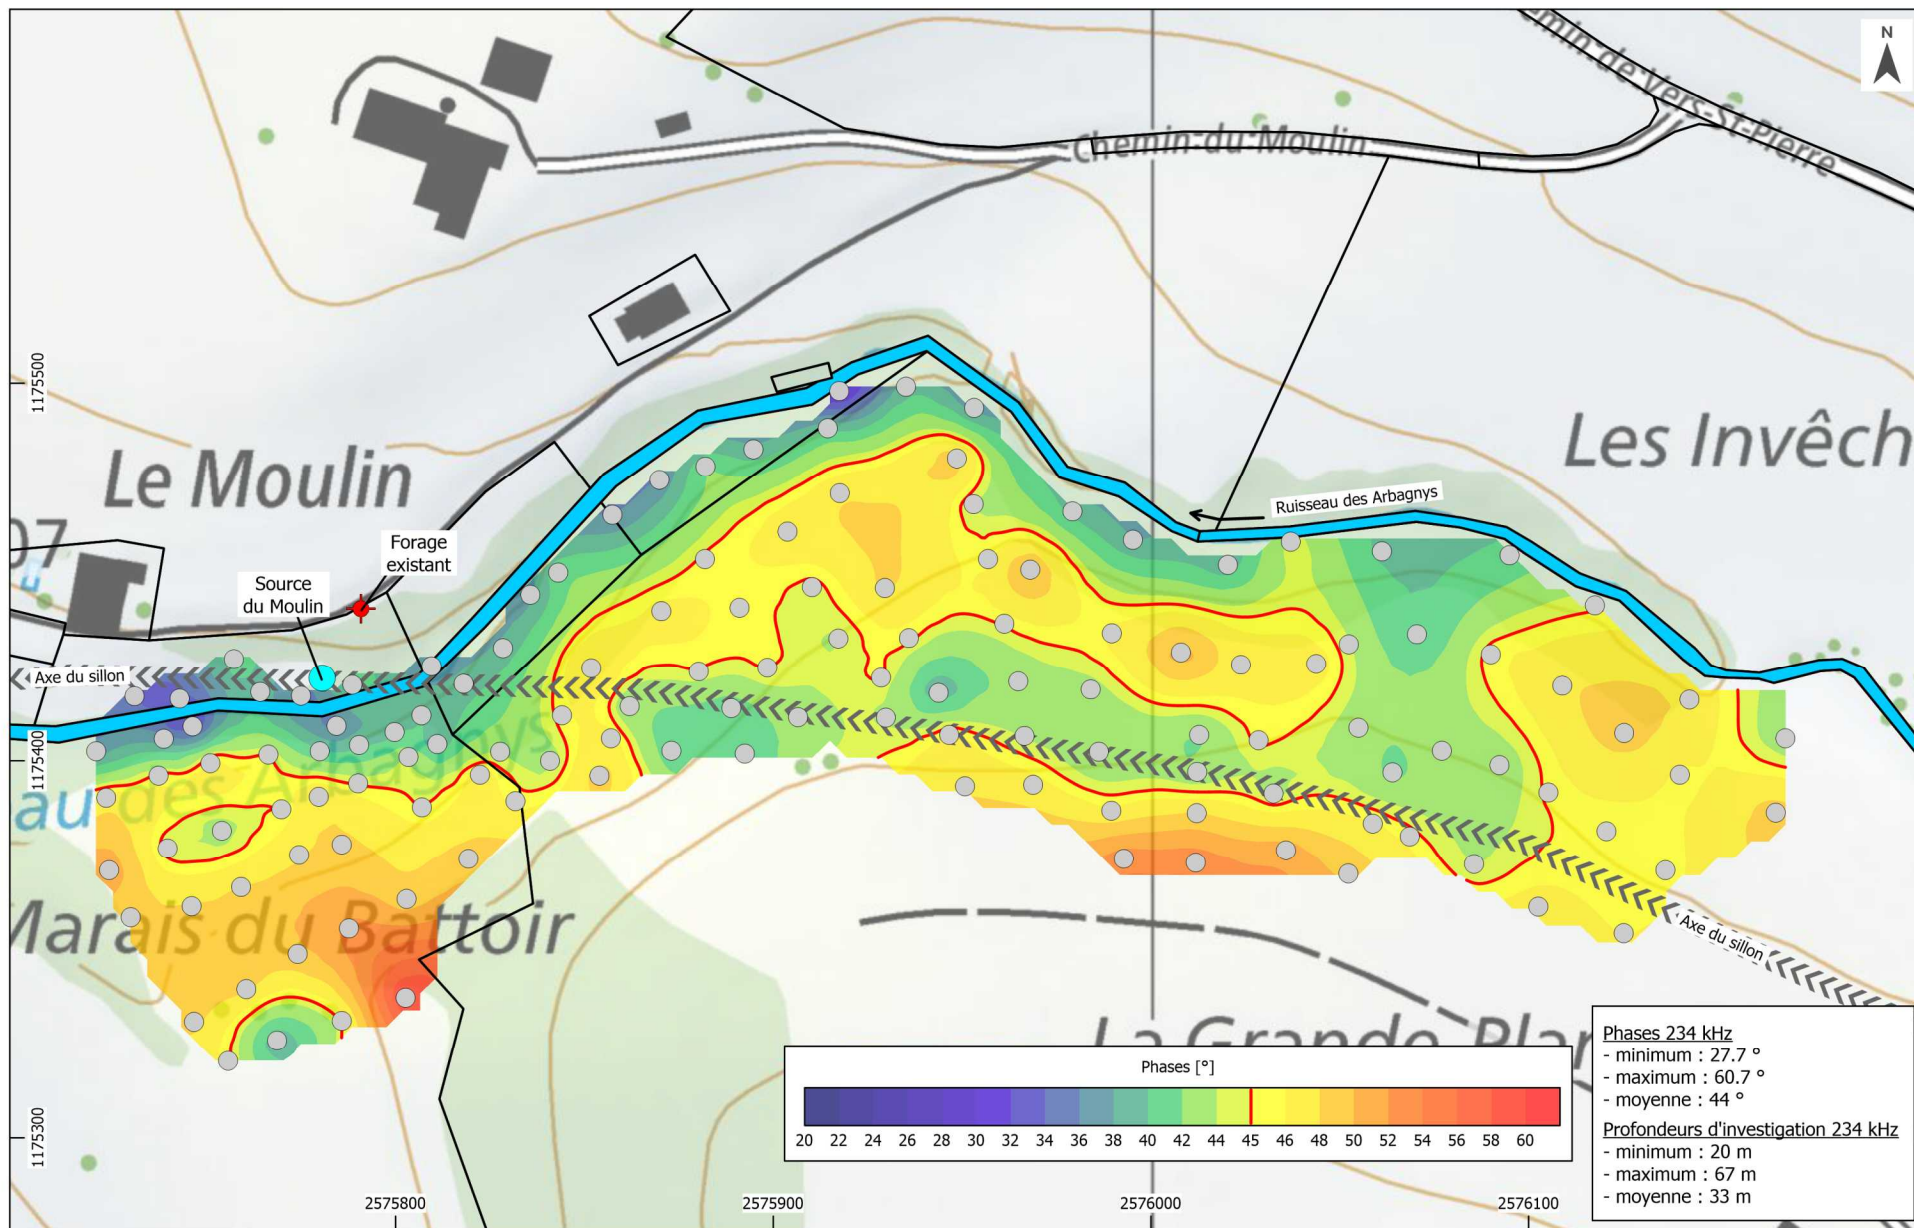 N
Chemin-de-Vers-St-Pierre
Chemin-du-Moulin
1175500
Les Invêch
Le Moulin
Ruisseau des Arbagnys
07
Forage
existant
Source
du Moulin
Axe du sillon
1175400
au des Arbagnys
Marais du Battoir
Axe du sillon
La Grande-Plan
1175300
Phases [°]
20 22 24 26 28 30 32 34 36 38 40 42 44 45 46 48 50 52 54 56 58 60
Phases 234 kHz
- minimum : 27.7 °
- maximum : 60.7 °
- moyenne : 44 °
Profondeurs d'investigation 234 kHz
- minimum : 20 m
- maximum : 67 m
- moyenne : 33 m
2575800 2575900 2576000 2576100